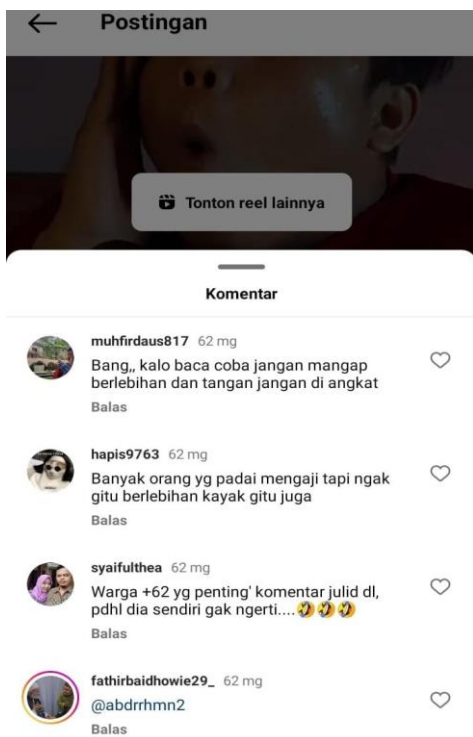 Postingan
Tonton reel lainnya
Komentar
muhfirdaus817 62 mg
Bang,, kalo baca coba jangan mangap
berlebihan dan tangan jangan di angkat
Balas
hapis9763 62 mg
Banyak orang yg padai mengaji tapi ngak
gitu berlebihan kayak gitu juga
Balas
syaifulthea 62 mg
Warga +62 yg penting' komentar julid dl,
pdhl dia sendiri gak ngerti....🤣🤣🤣
Balas
fathirbaidhowie29_ 62 mg
@abdrrhmn2
Balas